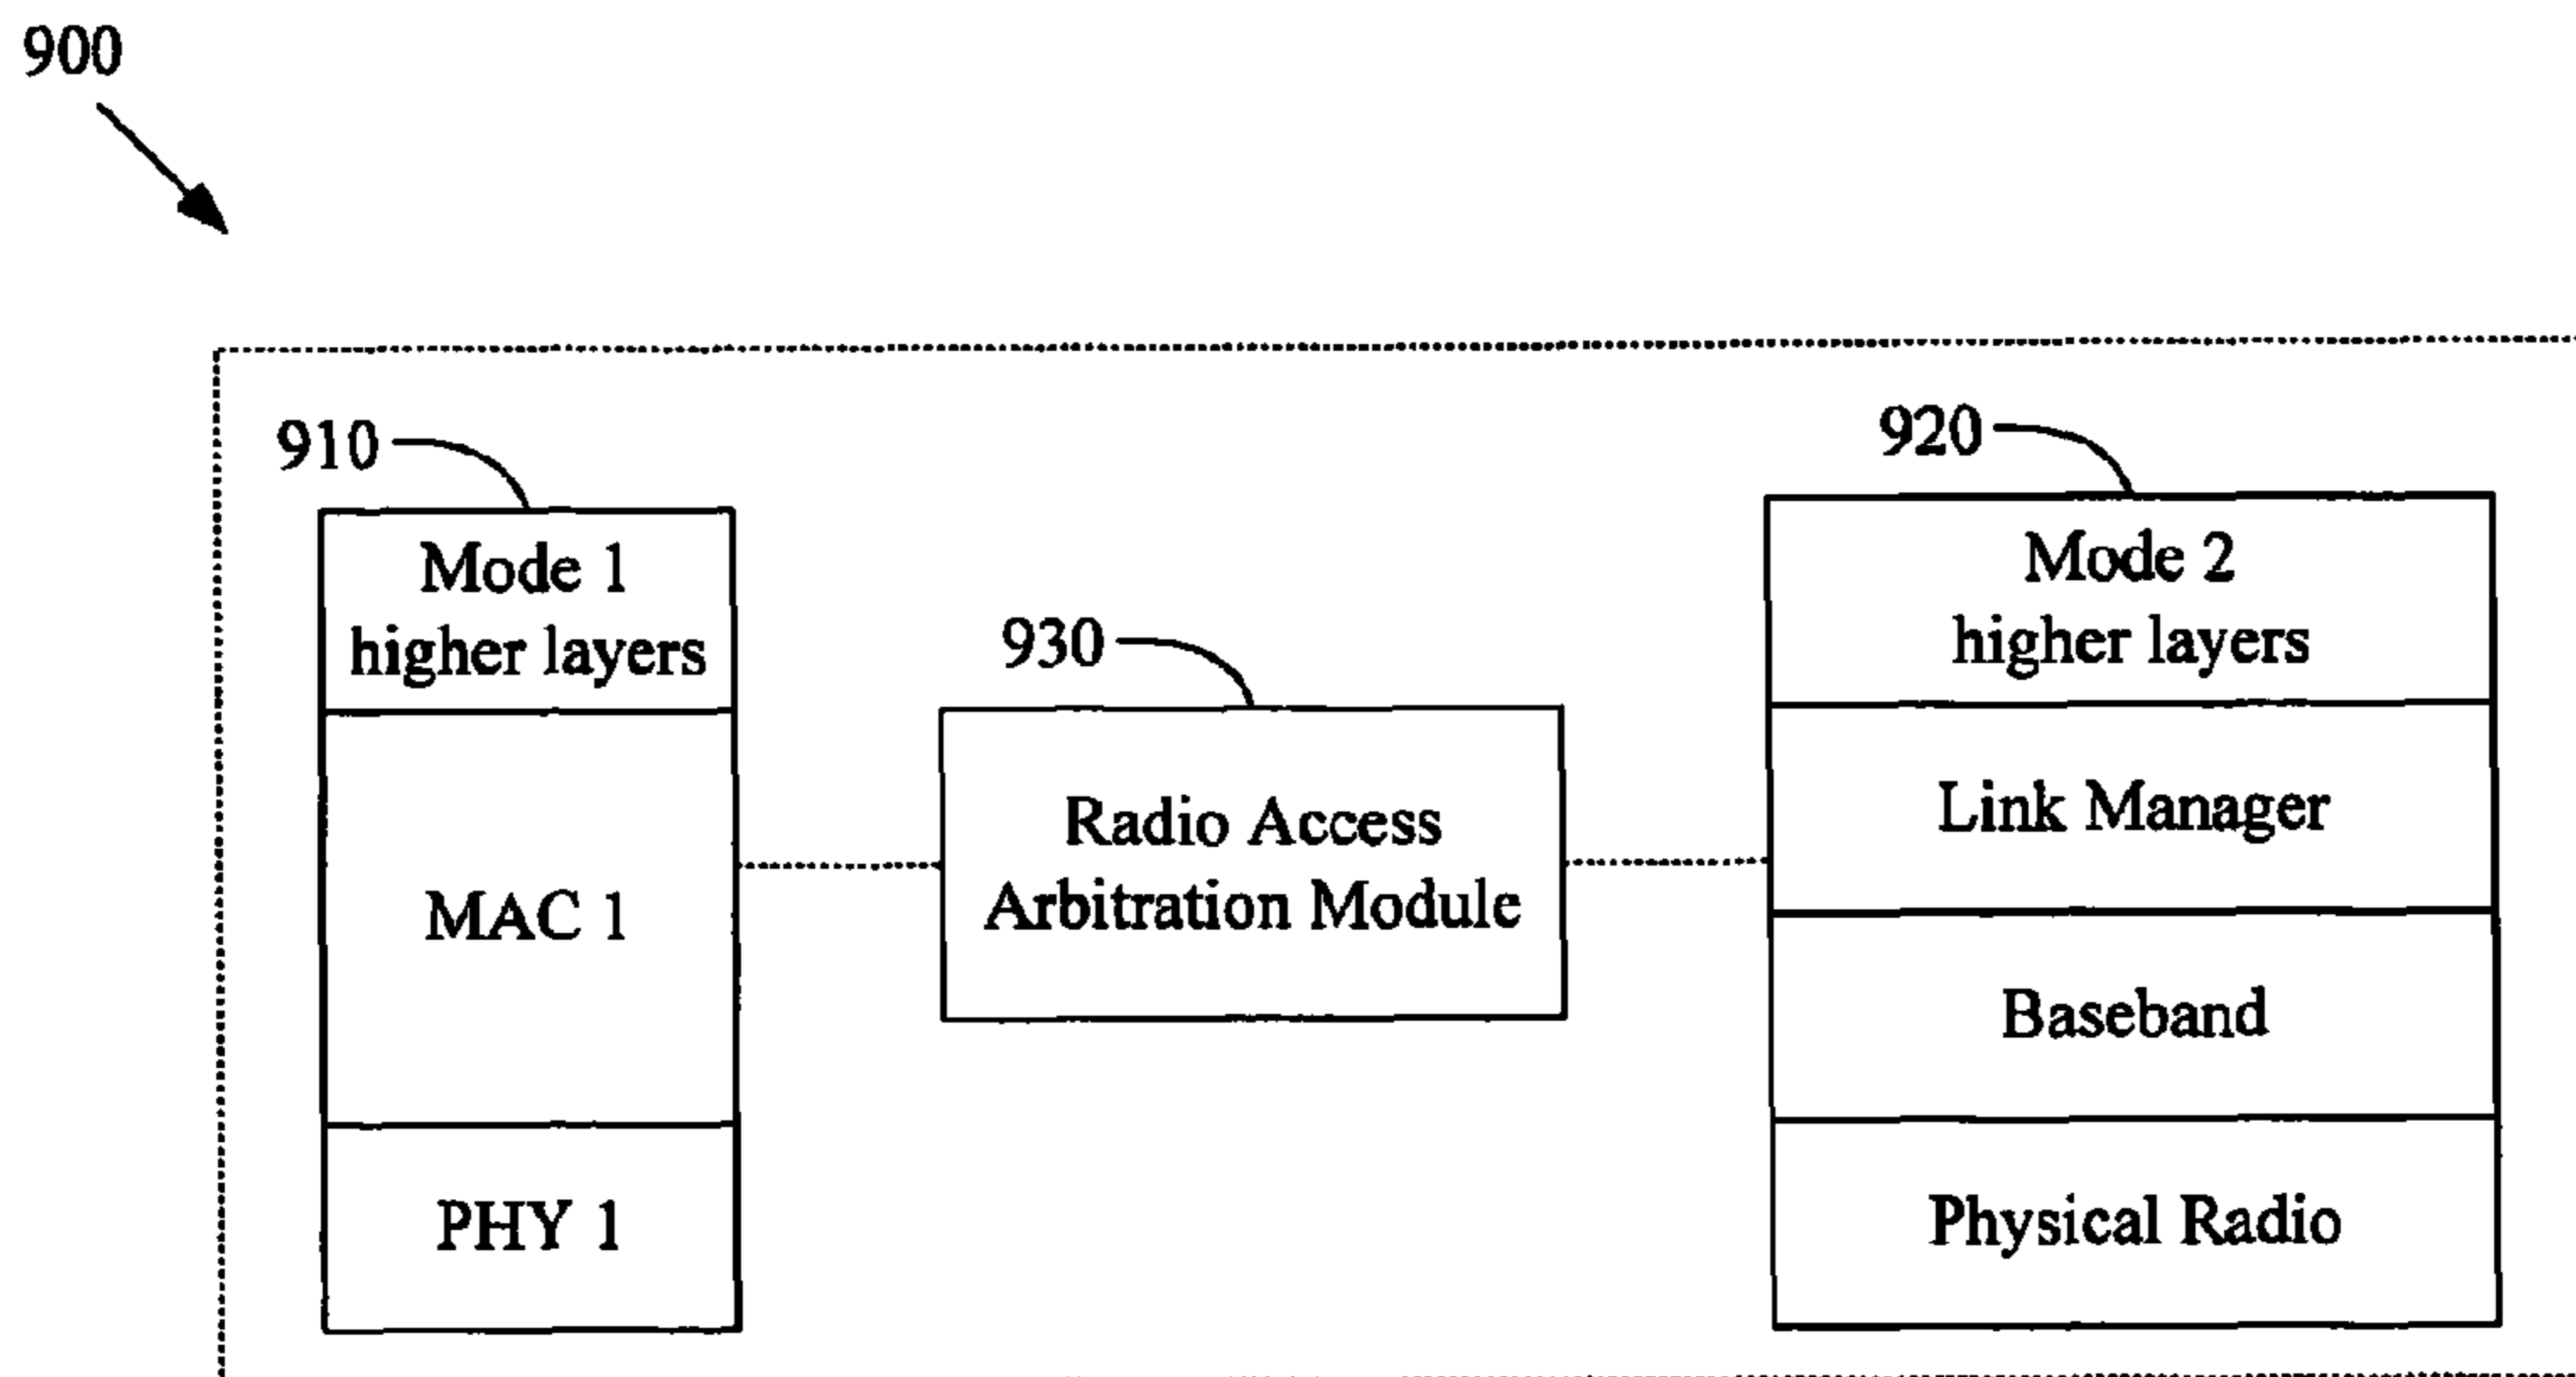 900
910
Mode 1
higher layers
MAC 1
PHY 1
930
Radio Access
Arbitration Module
920
Mode 2
higher layers
Link Manager
Baseband
Physical Radio